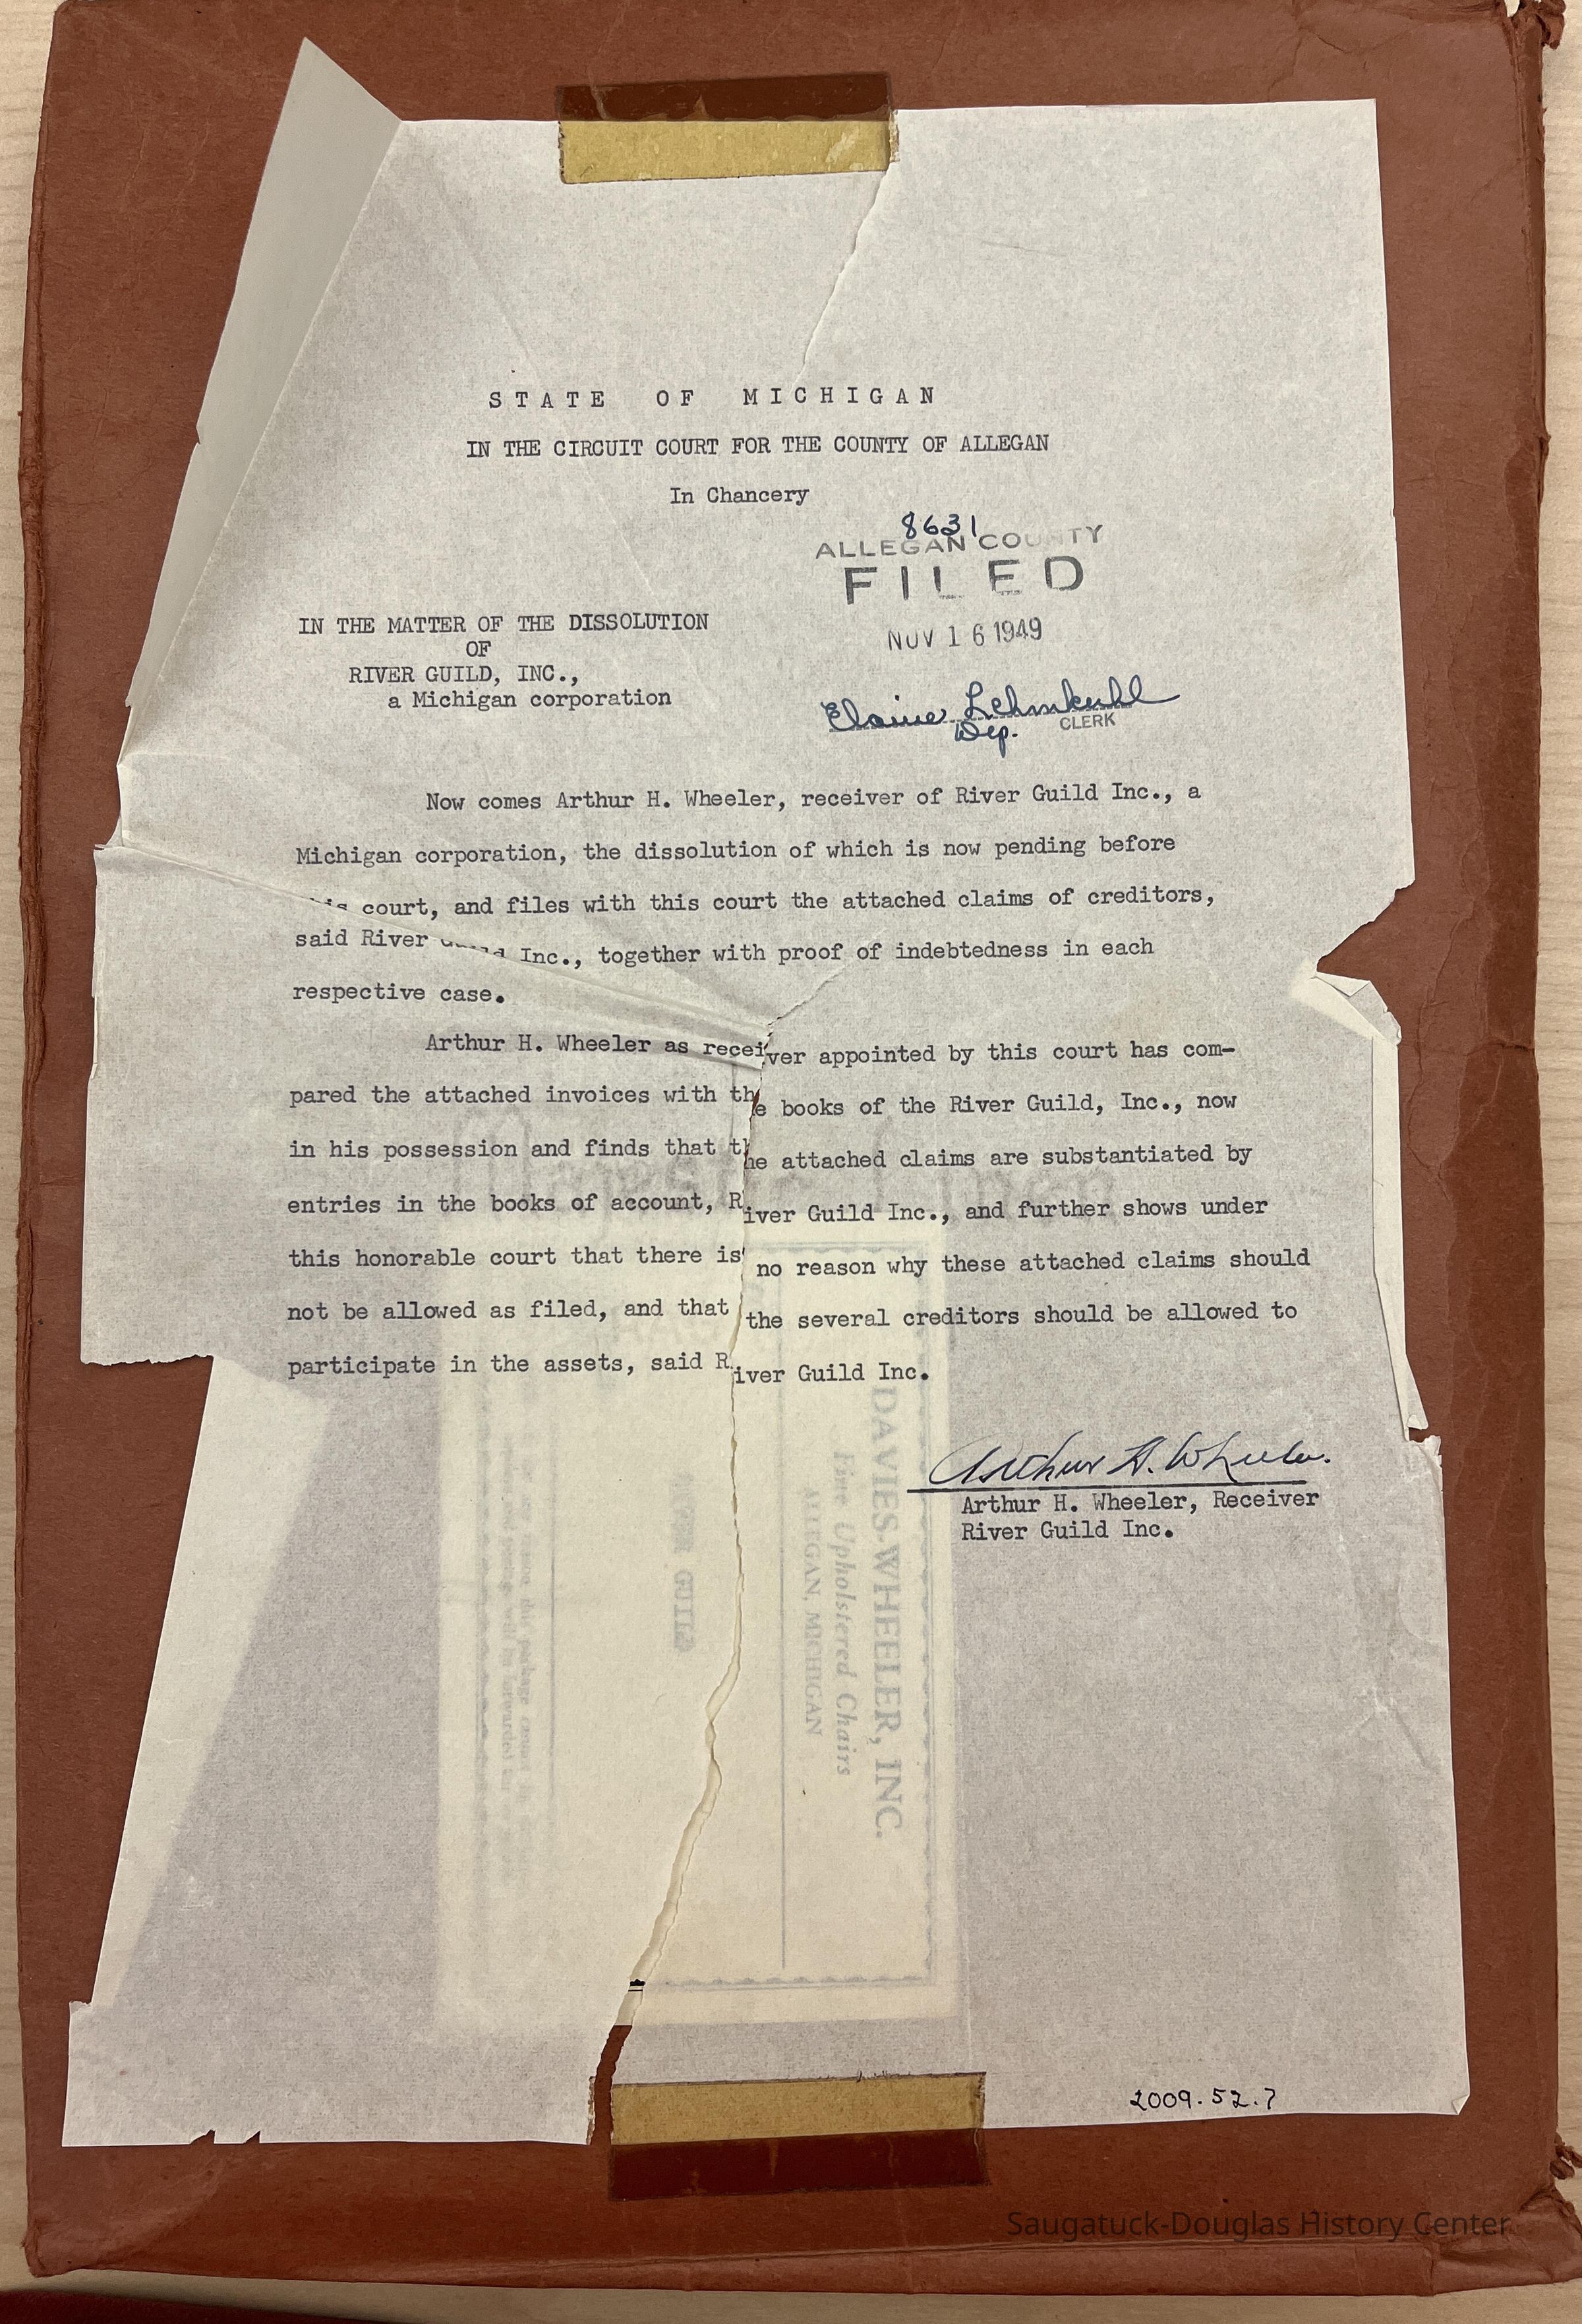 STATE OF MICHIGAN
IN THE CIRCUIT COURT FOR THE COUNTY OF ALLEGAN
In Chancery
8631
ALLEGAN COUNTY
FILED
NOV 16 1949
Elaine Lehmkuhl
Dep. CLERK
IN THE MATTER OF THE DISSOLUTION
OF
RIVER GUILD, INC.,
a Michigan corporation
Now comes Arthur H. Wheeler, receiver of River Guild Inc., a
Michigan corporation, the dissolution of which is now pending before
this court, and files with this court the attached claims of creditors,
said River Guild Inc., together with proof of indebtedness in each
respective case.
Arthur H. Wheeler as receiver appointed by this court has com-
pared the attached invoices with the books of the River Guild, Inc., now
in his possession and finds that the attached claims are substantiated by
entries in the books of account, River Guild Inc., and further shows under
this honorable court that there is no reason why these attached claims should
not be allowed as filed, and that the several creditors should be allowed to
participate in the assets, said River Guild Inc.
Arthur H. Wheeler.
Arthur H. Wheeler, Receiver
River Guild Inc.
DAVIES-WHEELER, INC.
Fine Upholstered Chairs
ALLEGAN, MICHIGAN
RIVER GUILD
2009.52.7
Saugatuck-Douglas History Center